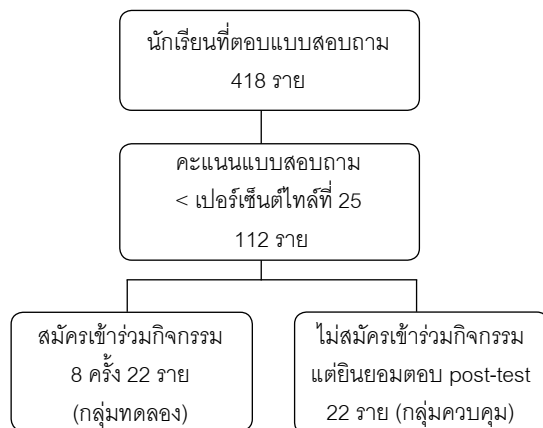 นักเรียนที่ตอบแบบสอบถาม
418 ราย
คะแนนแบบสอบถาม
< เปอร์เซ็นต์ไทล์ที่ 25
112 ราย
สมัครเข้าร่วมกิจกรรม
8 ครั้ง 22 ราย
(กลุ่มทดลอง)
ไม่สมัครเข้าร่วมกิจกรรม
แต่ยินยอมตอบ post-test
22 ราย (กลุ่มควบคุม)